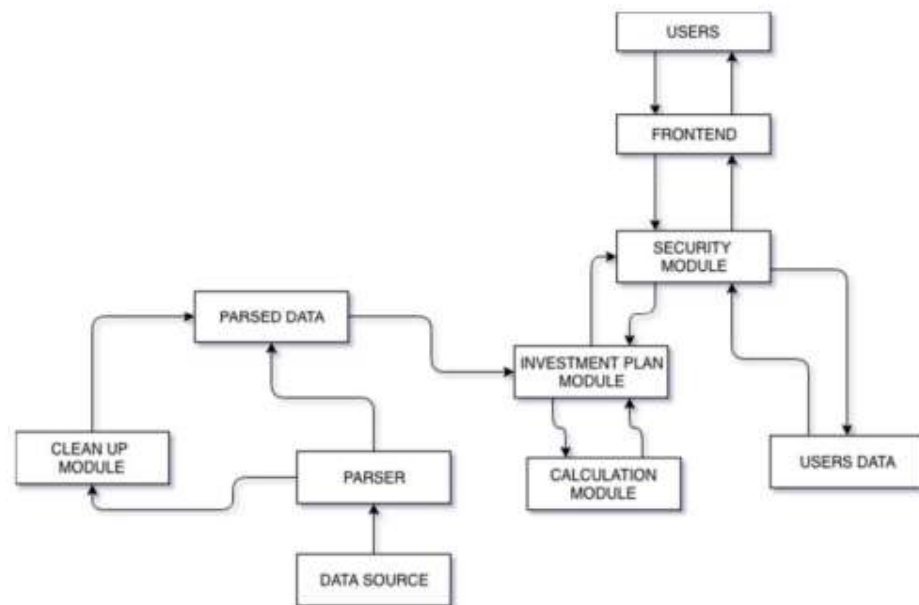 USERS
FRONTEND
SECURITY
MODULE
PARSED DATA
INVESTMENT PLAN
MODULE
CLEAN UP
MODULE
PARSER
CALCULATION
MODULE
USERS DATA
DATA SOURCE